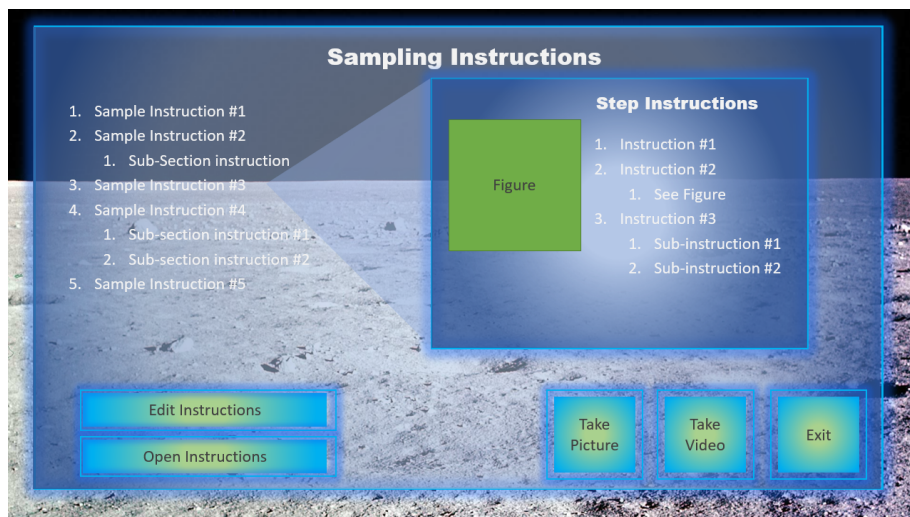 Sampling Instructions
1. Sample Instruction #1
2. Sample Instruction #2
1. Sub-Section instruction
3. Sample Instruction #3
4. Sample Instruction #4
1. Sub-section instruction #1
2. Sub-section instruction #2
5. Sample Instruction #5
Step Instructions
Figure
1. Instruction #1
2. Instruction #2
1. See Figure
3. Instruction #3
1. Sub-instruction #1
2. Sub-instruction #2
Edit Instructions
Open Instructions
Take
Picture
Take
Video
Exit